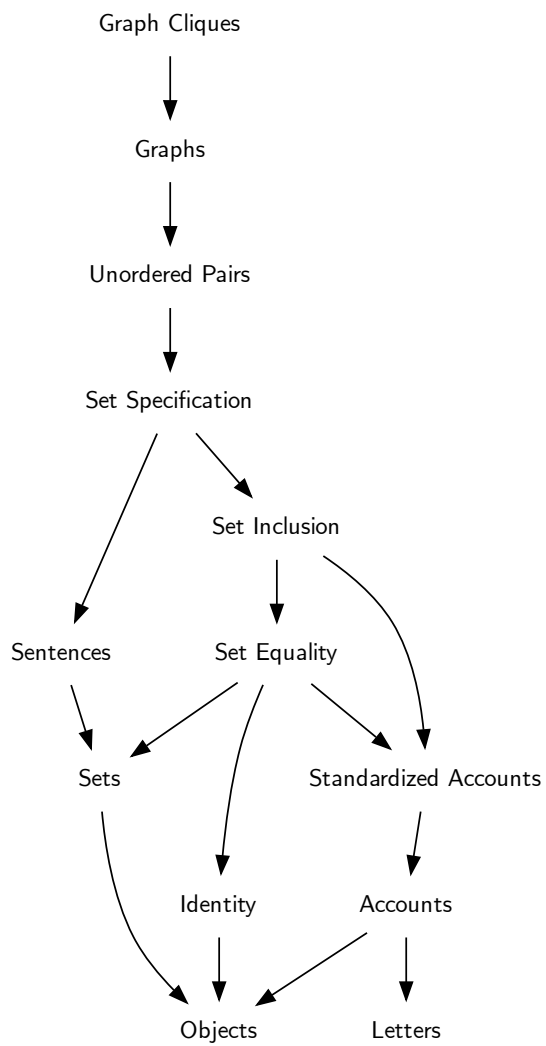 Graph Cliques
Graphs
Unordered Pairs
Set Specification
Set Inclusion
Sentences
Set Equality
Sets
Standardized Accounts
Identity
Accounts
Objects
Letters